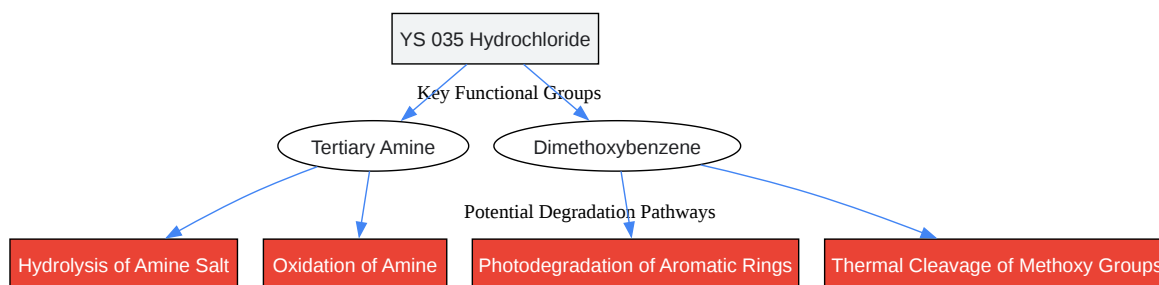 YS 035 Hydrochloride
Key Functional Groups
Tertiary Amine
Dimethoxybenzene
Potential Degradation Pathways
Hydrolysis of Amine Salt
Oxidation of Amine
Photodegradation of Aromatic Rings
Thermal Cleavage of Methoxy Groups